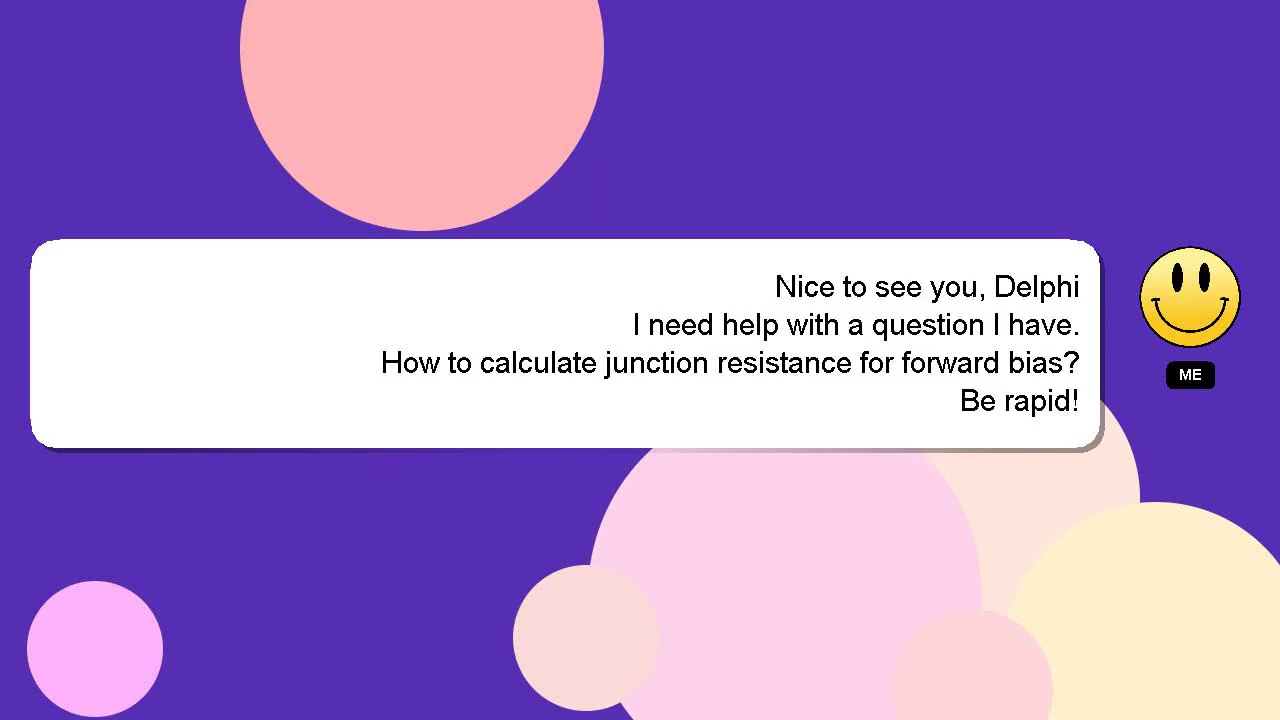 Nice to see you, Delphi
I need help with a question I have.
How to calculate junction resistance for forward bias?
Be rapid!
ME